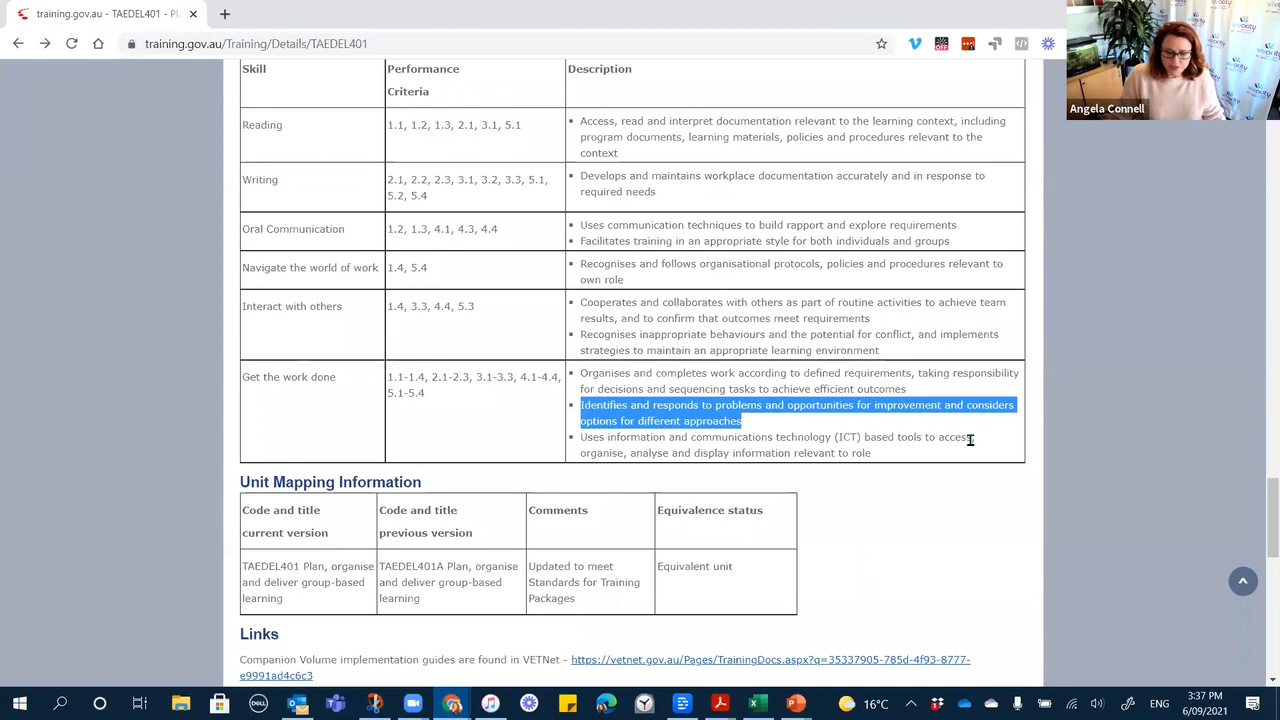 training.gov.au - TAEDEL401 - Pl
training.gov.au/Training/Details/TAEDEL401
OFF
Angela Connell
Skill
Performance
Criteria
Description
Reading
1.1, 1.2, 1.3, 2.1, 3.1, 5.1
Access, read and interpret documentation relevant to the learning context, including
program documents, learning materials, policies and procedures relevant to the
context
Writing
2.1, 2.2, 2.3, 3.1, 3.2, 3.3, 5.1,
5.2, 5.4
Develops and maintains workplace documentation accurately and in response to
required needs
Oral Communication
1.2, 1.3, 4.1, 4.3, 4.4
Uses communication techniques to build rapport and explore requirements
Facilitates training in an appropriate style for both individuals and groups
Navigate the world of work
1.4, 5.4
Recognises and follows organisational protocols, policies and procedures relevant to
own role
Interact with others
1.4, 3.3, 4.4, 5.3
Cooperates and collaborates with others as part of routine activities to achieve team
results, and to confirm that outcomes meet requirements
Recognises inappropriate behaviours and the potential for conflict, and implements
strategies to maintain an appropriate learning environment
Get the work done
1.1-1.4, 2.1-2.3, 3.1-3.3, 4.1-4.4,
5.1-5.4
Organises and completes work according to defined requirements, taking responsibility
for decisions and sequencing tasks to achieve efficient outcomes
Identifies and responds to problems and opportunities for improvement and considers
options for different approaches
Uses information and communications technology (ICT) based tools to access,
organise, analyse and display information relevant to role
Unit Mapping Information
Code and title
current version
Code and title
previous version
Comments
Equivalence status
TAEDEL401 Plan, organise
and deliver group-based
learning
TAEDEL401A Plan, organise
and deliver group-based
learning
Updated to meet
Standards for Training
Packages
Equivalent unit
Links
Companion Volume implementation guides are found in VETNet - https://vetnet.gov.au/Pages/TrainingDocs.aspx?q=35337905-785d-4f93-8777-
e9991ad4c6c3
16°C
3:37 PM
6/09/2021